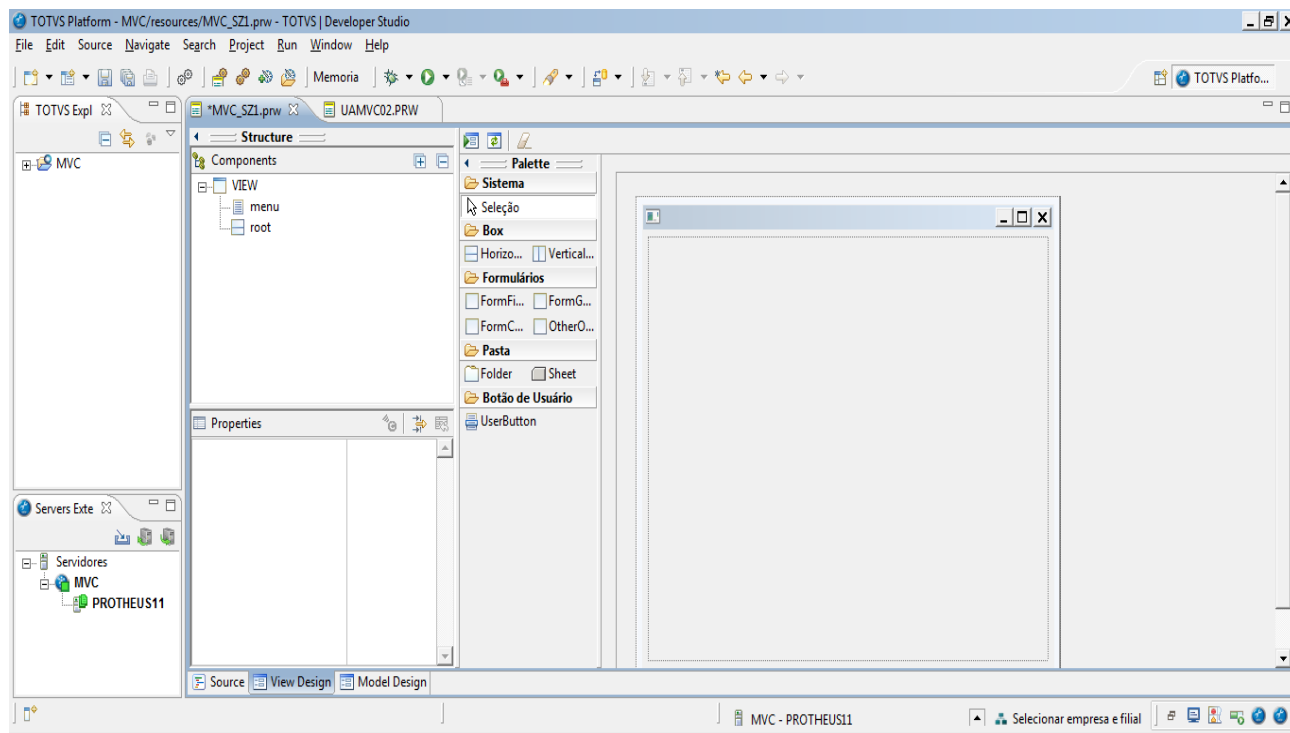 TOTVS Platform - MVC/resources/MVC_SZ1.prw - TOTVS | Developer Studio
File Edit Source Navigate Search Project Run Window Help
Memoria
TOTVS Platfo...
TOTVS Expl
*MVC_SZ1.prw
UAMVC02.PRW
MVC
Structure
Components
VIEW
menu
root
Properties
Palette
Sistema
Seleção
Box
Horizo... Vertical...
Formulários
FormFi... FormG...
FormC... OtherO...
Pasta
Folder Sheet
Botão de Usuário
UserButton
Servers Exte
Servidores
MVC
PROTHEUS11
Source View Design Model Design
MVC - PROTHEUS11
Selecionar empresa e filial